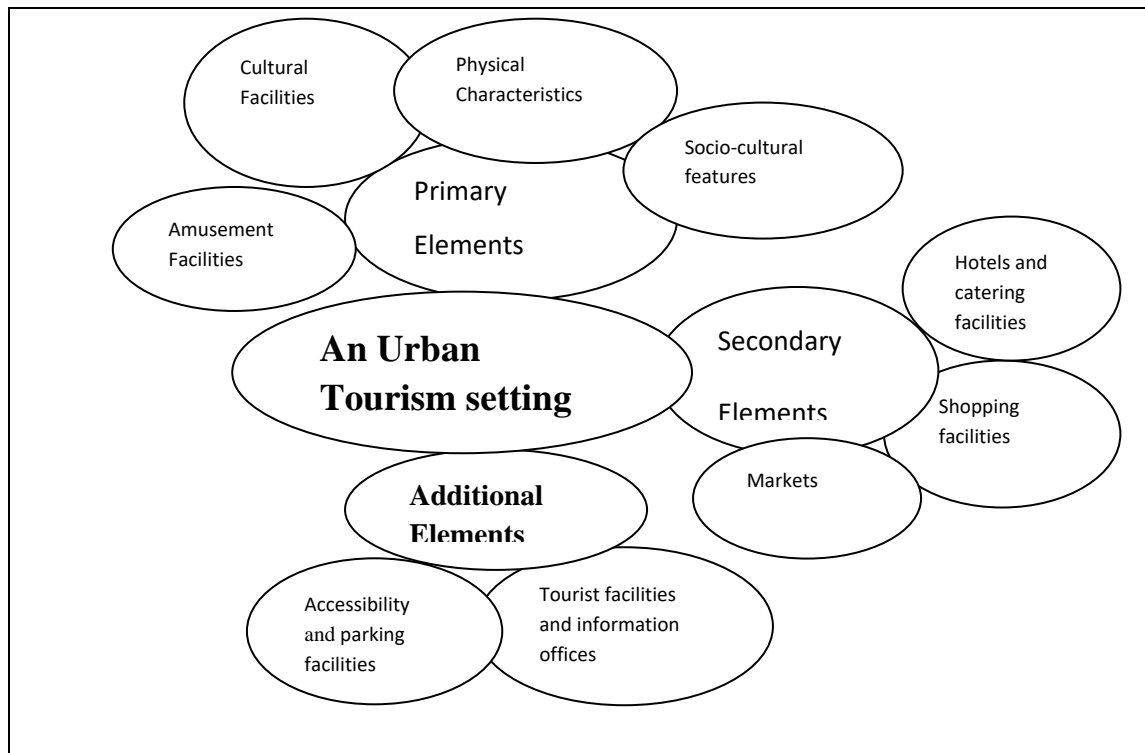 Cultural
Facilities
Physical
Characteristics
Socio-cultural
features
Primary
Elements
Amusement
Facilities
Hotels and
catering
facilities
An Urban
Tourism setting
Secondary
Elements
Shopping
facilities
Markets
Additional
Elements
Accessibility
and parking
facilities
Tourist facilities
and information
offices